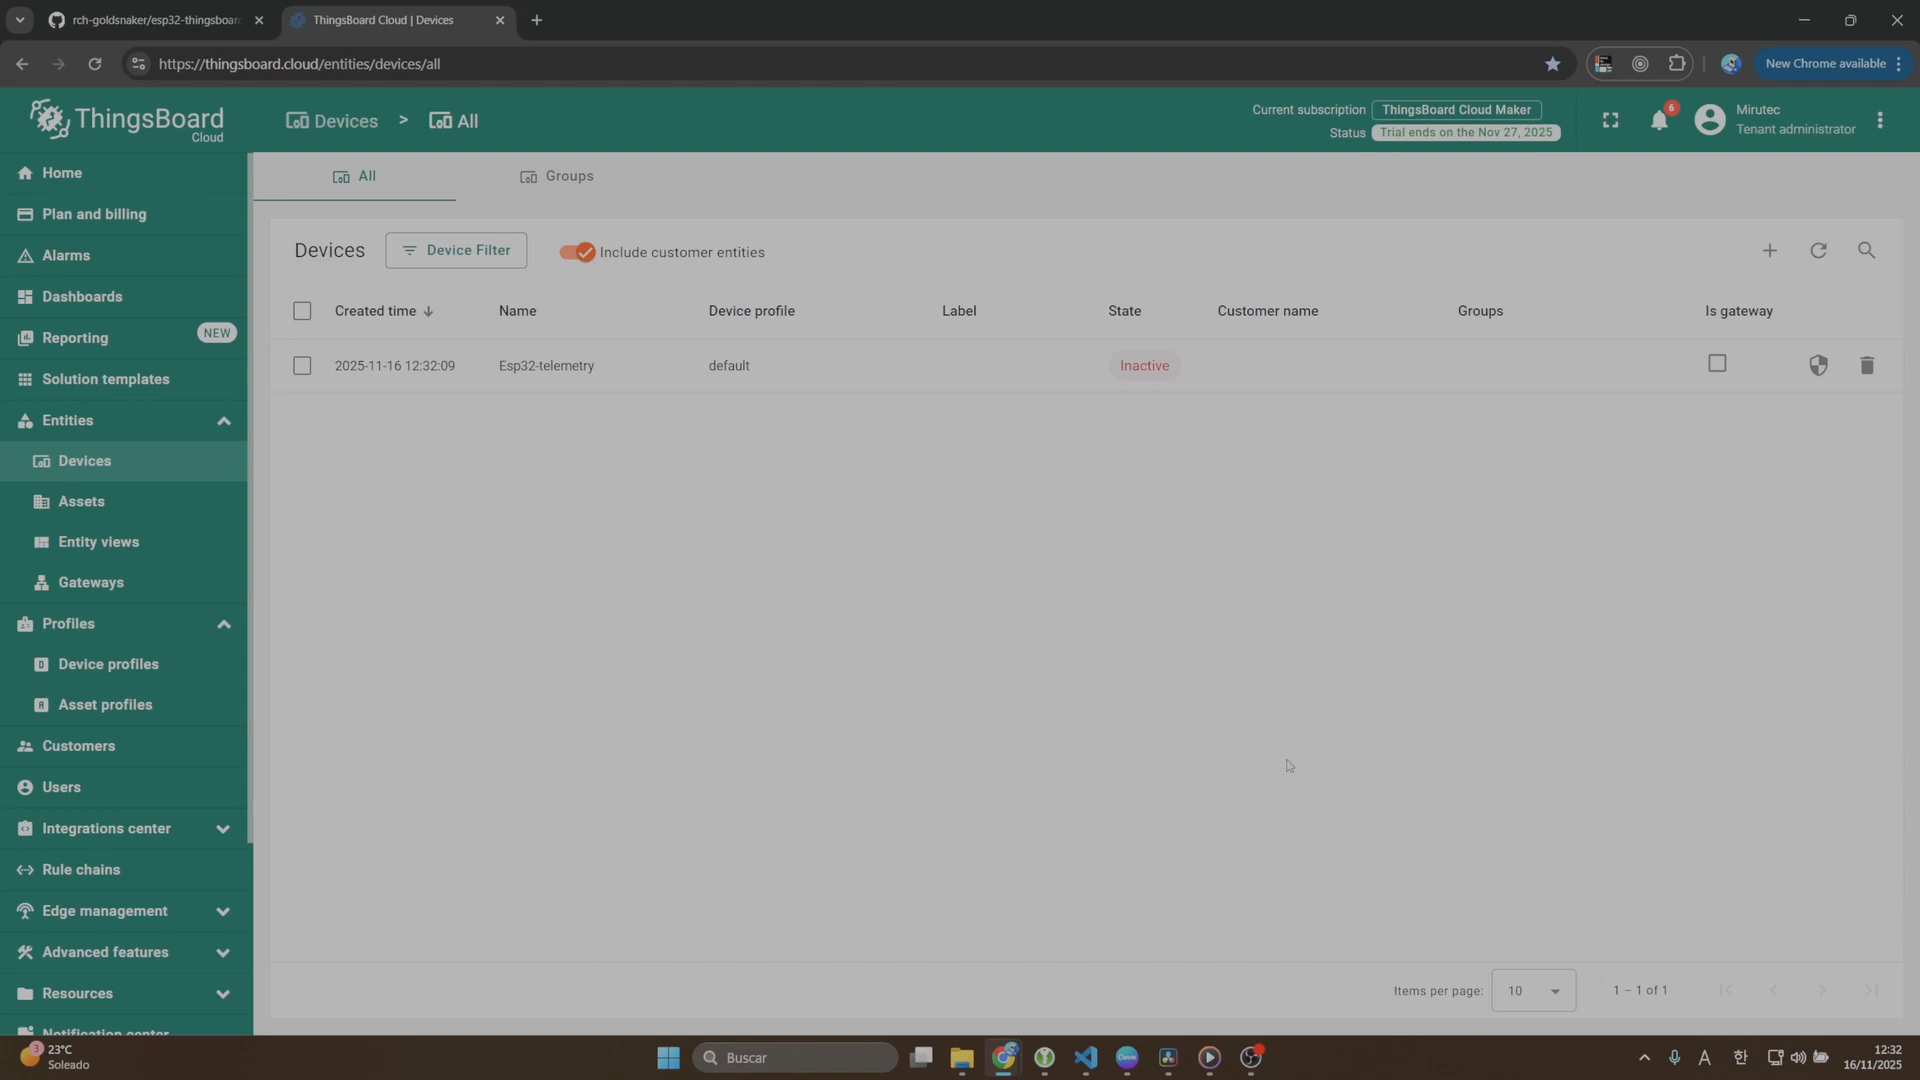 rch-goldsnaker/esp32-thingsboar
ThingsBoard Cloud | Devices
https://thingsboard.cloud/entities/devices/all
New Chrome available
ThingsBoard
Cloud
Devices > All
Current subscription ThingsBoard Cloud Maker
Status Trial ends on the Nov 27, 2025
6
Mirutec
Tenant administrator
Home
Plan and billing
Alarms
Dashboards
Reporting NEW
Solution templates
Entities
Devices
Assets
Entity views
Gateways
Profiles
Device profiles
Asset profiles
Customers
Users
Integrations center
Rule chains
Edge management
Advanced features
Resources
Notification center
All Groups
Devices Device Filter Include customer entities
Created time Name Device profile Label State Customer name Groups Is gateway
2025-11-16 12:32:09 Esp32-telemetry default Inactive
Items per page: 10 1 – 1 of 1
3
23°C
Soleado
Buscar
A 한
12:32
16/11/2025